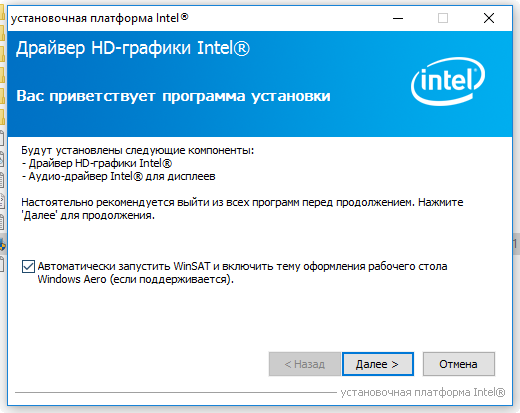 установочная платформа Intel®
Драйвер HD-графики Intel®
Вас приветствует программа установки
intel
Будут установлены следующие компоненты:
- Драйвер HD-графики Intel®
- Аудио-драйвер Intel® для дисплеев
Настоятельно рекомендуется выйти из всех программ перед продолжением. Нажмите
'Далее' для продолжения.
Автоматически запустить WinSAT и включить тему оформления рабочего стола
Windows Aero (если поддерживается).
< Назад
Далее >
Отмена
установочная платформа Intel®
1